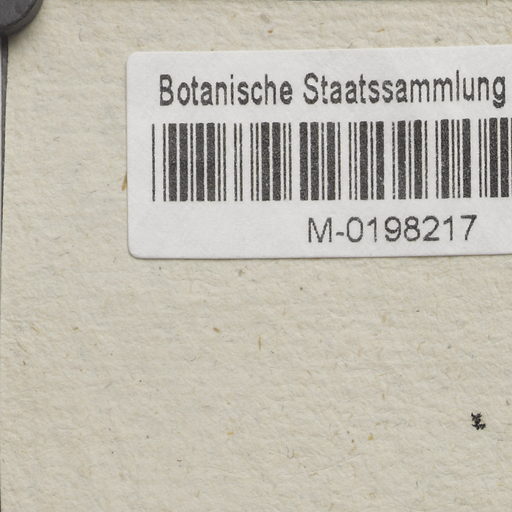 Botanische Staatssammlung
M-0198217